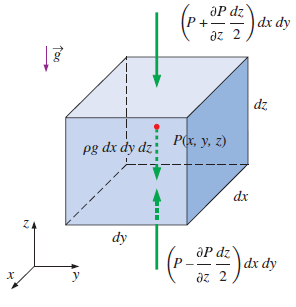 (P + ∂P/∂z dz/2) dx dy
g⃗
dz
P(x, y, z)
ρg dx dy dz
dx
z
dy
x
y
(P − ∂P/∂z dz/2) dx dy